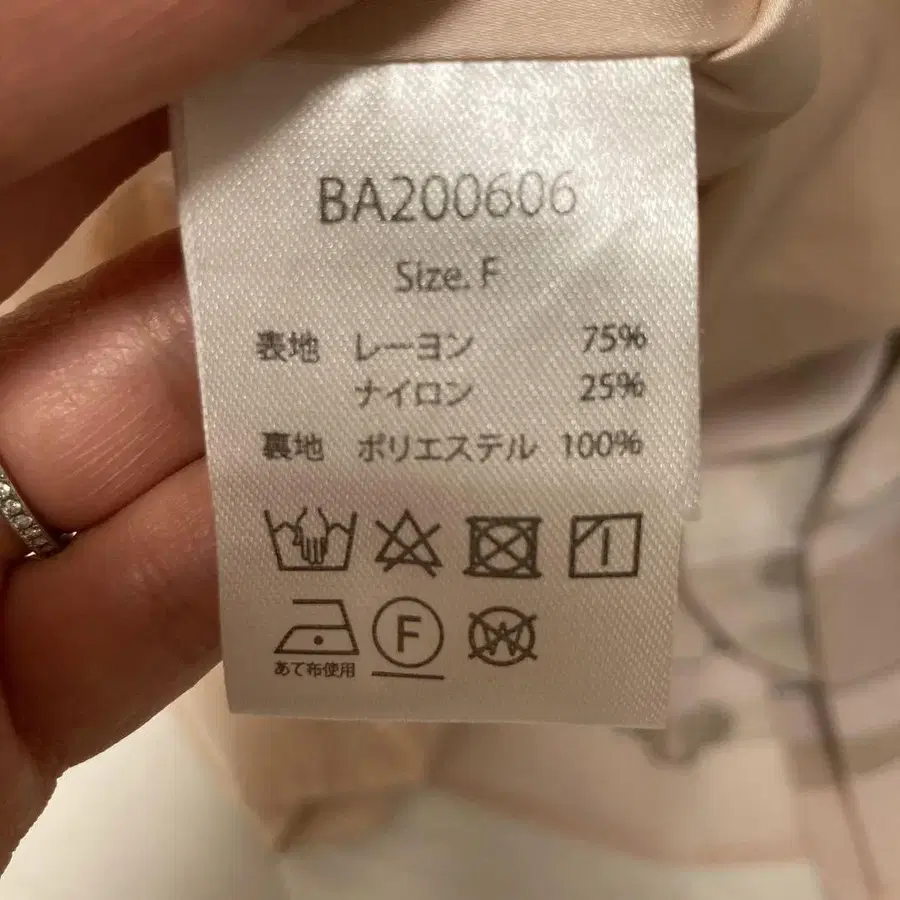 BA200606
Size. F
表地 レーヨン 75%
ナイロン 25%
裏地 ポリエステル 100%
あて布使用
F
W